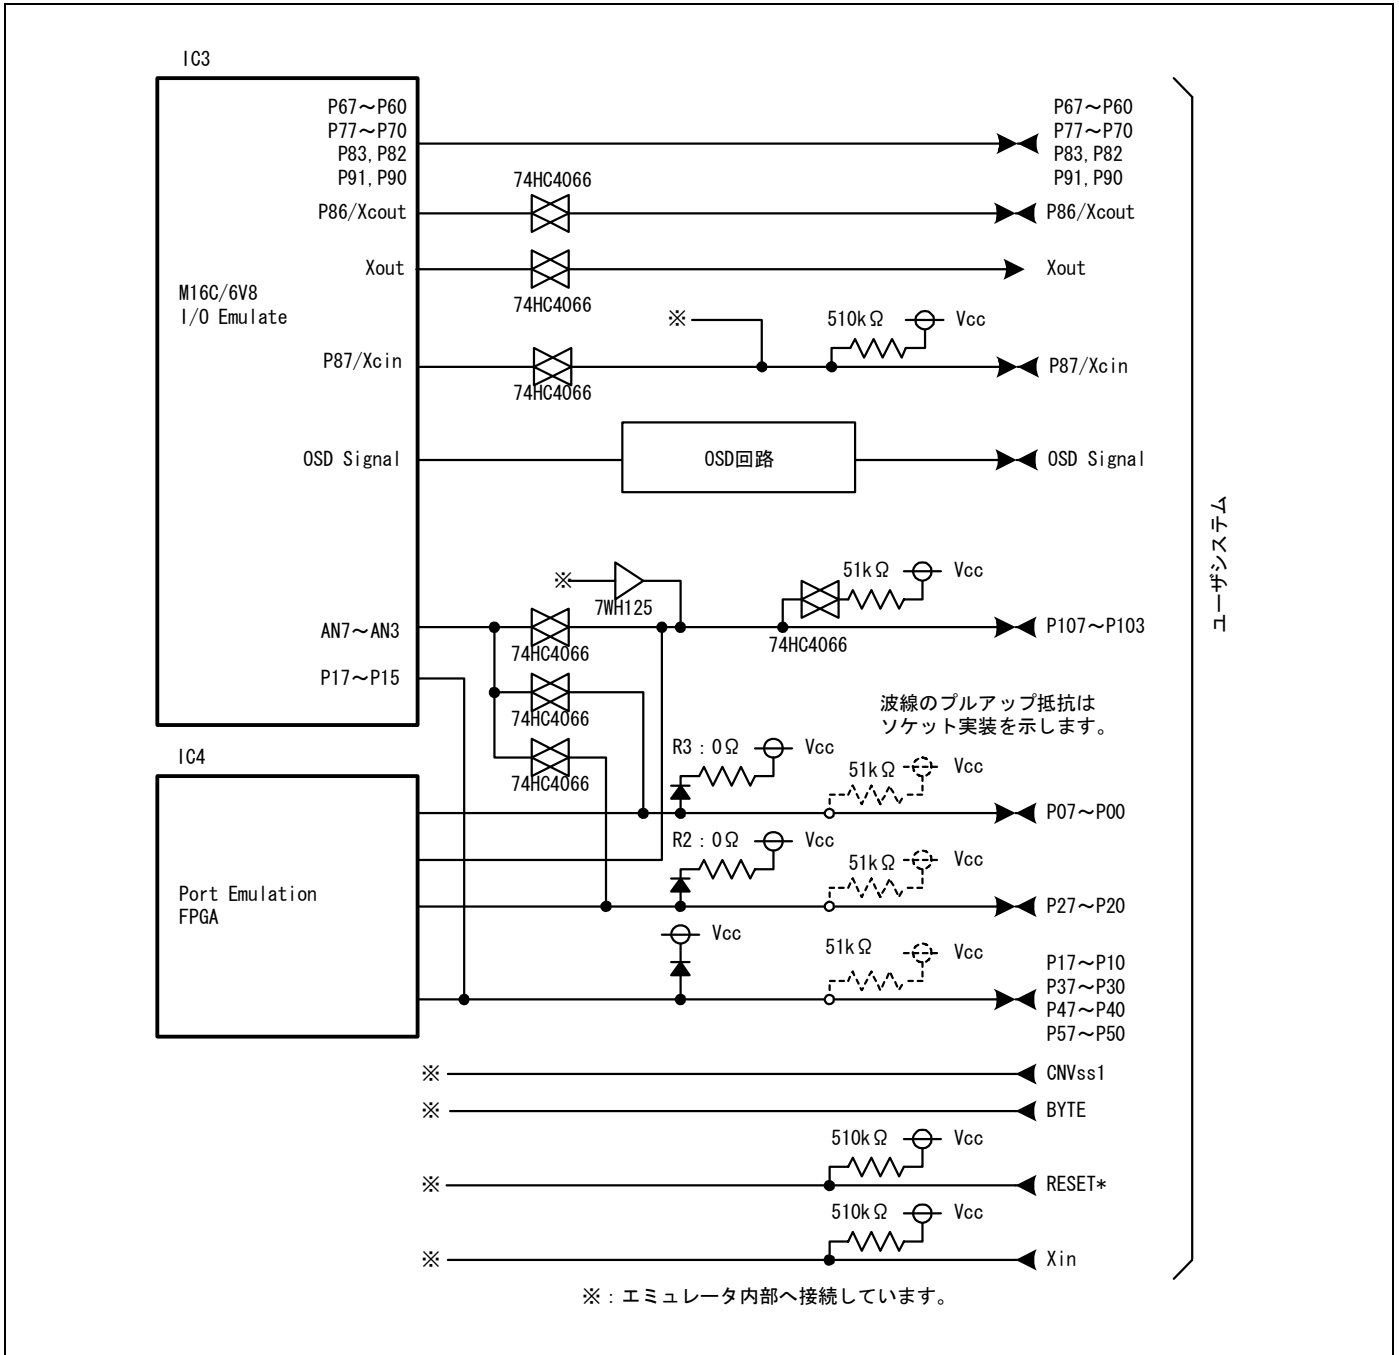 IC3
P67～P60
P77～P70
P83, P82
P91, P90
P67～P60
P77～P70
P83, P82
P91, P90
74HC4066
P86/Xcout
P86/Xcout
Xout
Xout
74HC4066
M16C/6V8
I/O Emulate
※
510kΩ
Vcc
P87/Xcin
P87/Xcin
74HC4066
OSD Signal
OSD回路
OSD Signal
ユーザシステム
※
7WH125
51kΩ
Vcc
AN7～AN3
74HC4066
74HC4066
P107～P103
P17～P15
74HC4066
波線のプルアップ抵抗は
ソケット実装を示します。
IC4
74HC4066
R3：0Ω
Vcc
51kΩ
Vcc
P07～P00
R2：0Ω
Vcc
51kΩ
Vcc
Port Emulation
FPGA
P27～P20
Vcc
51kΩ
Vcc
P17～P10
P37～P30
P47～P40
P57～P50
※
CNVss1
※
BYTE
510kΩ
Vcc
※
RESET*
510kΩ
Vcc
※
Xin
※：エミュレータ内部へ接続しています。